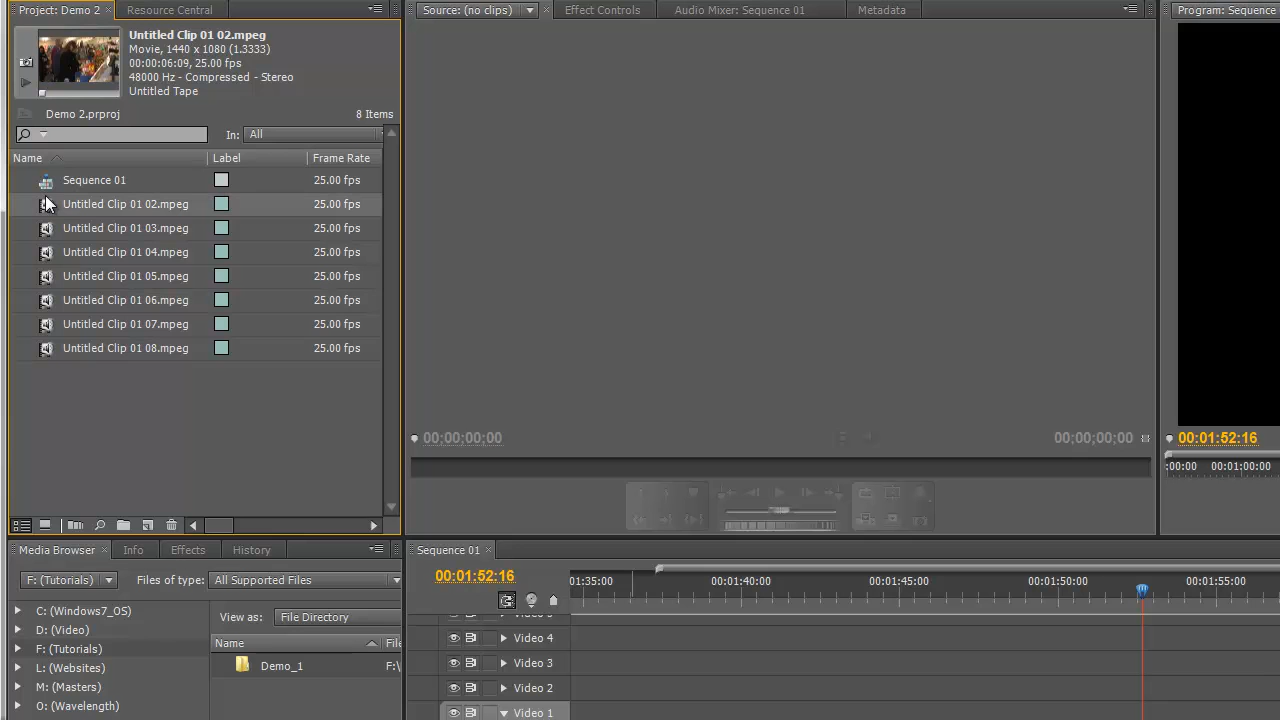 Project: Demo 2
Resource Central
Source: (no clips)
Effect Controls
Audio Mixer: Sequence 01
Metadata
Program: Sequence
Untitled Clip 01 02.mpeg
Movie, 1440 x 1080 (1.3333)
00:00:06:09, 25.00 fps
48000 Hz - Compressed - Stereo
Untitled Tape
Demo 2.prproj
8 Items
In: All
Name
Label
Frame Rate
Sequence 01
25.00 fps
Untitled Clip 01 02.mpeg
25.00 fps
Untitled Clip 01 03.mpeg
25.00 fps
Untitled Clip 01 04.mpeg
25.00 fps
Untitled Clip 01 05.mpeg
25.00 fps
Untitled Clip 01 06.mpeg
25.00 fps
Untitled Clip 01 07.mpeg
25.00 fps
Untitled Clip 01 08.mpeg
25.00 fps
00;00;00;00
00;00;00;00
00:01:52:16
:00:00
00:01:00:00
Media Browser
Info
Effects
History
F: (Tutorials)
Files of type: All Supported Files
C: (Windows7_OS)
D: (Video)
F: (Tutorials)
L: (Websites)
M: (Masters)
O: (Wavelength)
View as: File Directory
Name
File
Demo_1
F:\
Sequence 01
00:01:52:16
01:35:00
00:01:40:00
00:01:45:00
00:01:50:00
00:01:55:00
Video 4
Video 3
Video 2
Video 1